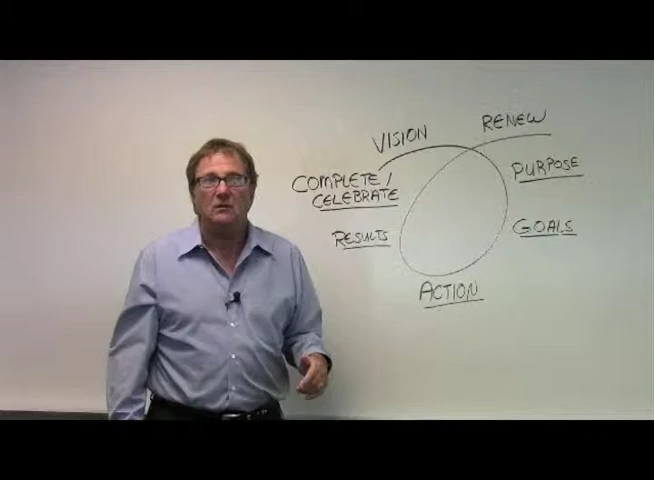 VISION
RENEW
PURPOSE
COMPLETE/
CELEBRATE
GOALS
RESULTS
ACTION